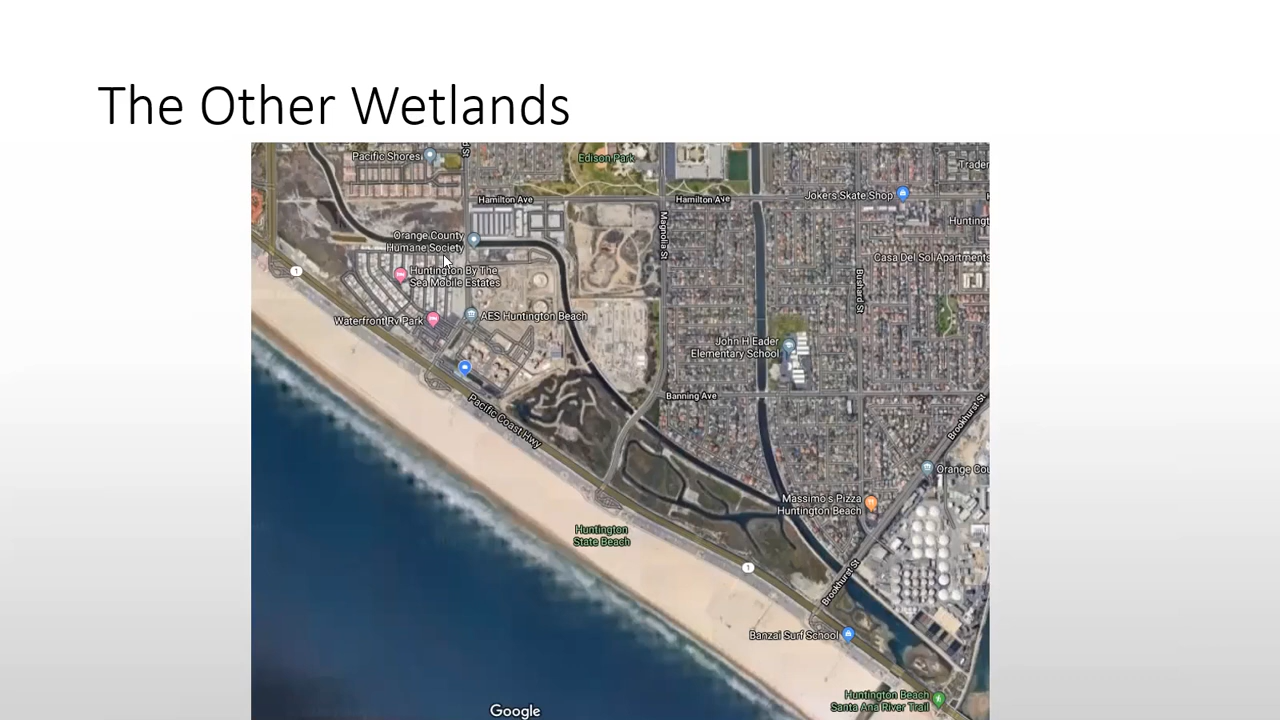 The Other Wetlands
Pacific Shores
Edison Park
Hamilton Ave
Hamilton Ave
Jokers Skate Shop
Magnolia St
Orange County
Humane Society
Casa Del Sol Apartments
1
Huntington By The
Sea Mobile Estates
Bushard St
Waterfront Rv Park
AES Huntington Beach
John H Eader
Elementary School
Banning Ave
Pacific Coast Hwy
Brookhurst St
Massimo's Pizza
Huntington Beach
Huntington
State Beach
1
Brookhurst St
Banzai Surf School
Huntington Beach
Santa Ana River Trail
Google